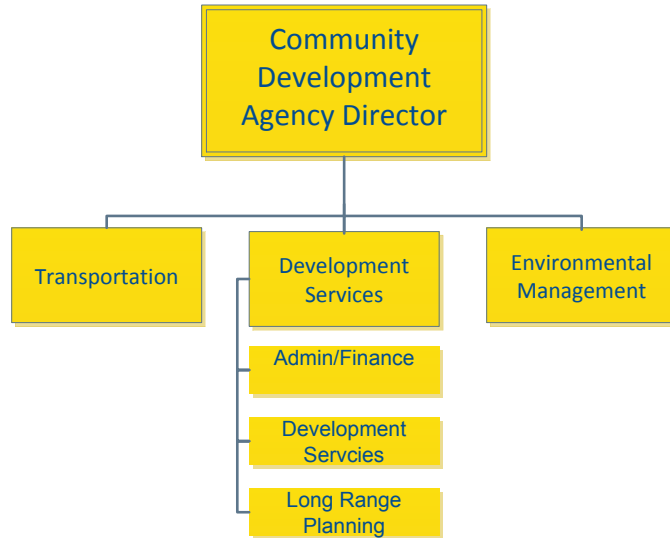 Community
Development
Agency Director
Transportation
Development
Services
Environmental
Management
Admin/Finance
Development
Servcies
Long Range
Planning